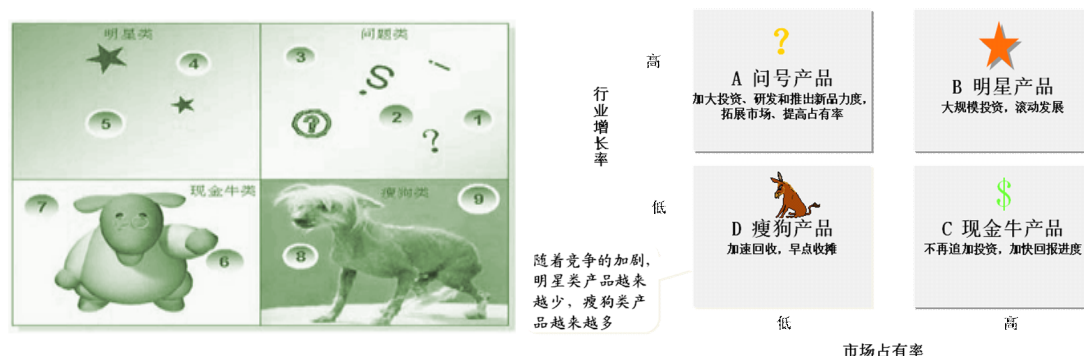 明星类
4
5
问题类
3
2
1
?
?
现金牛类
7
6
瘦狗类
9
8
行业增长率
高
低
?
A 问号产品
加大投资、研发和推出新品力度，
拓展市场、提高占有率
B 明星产品
大规模投资，滚动发展
D 瘦狗产品
加速回收，早点收摊
$
C 现金牛产品
不再追加投资，加快回报进度
随着竞争的加剧，
明星类产品越来
越少，瘦狗类产
品越来越多
低
高
市场占有率